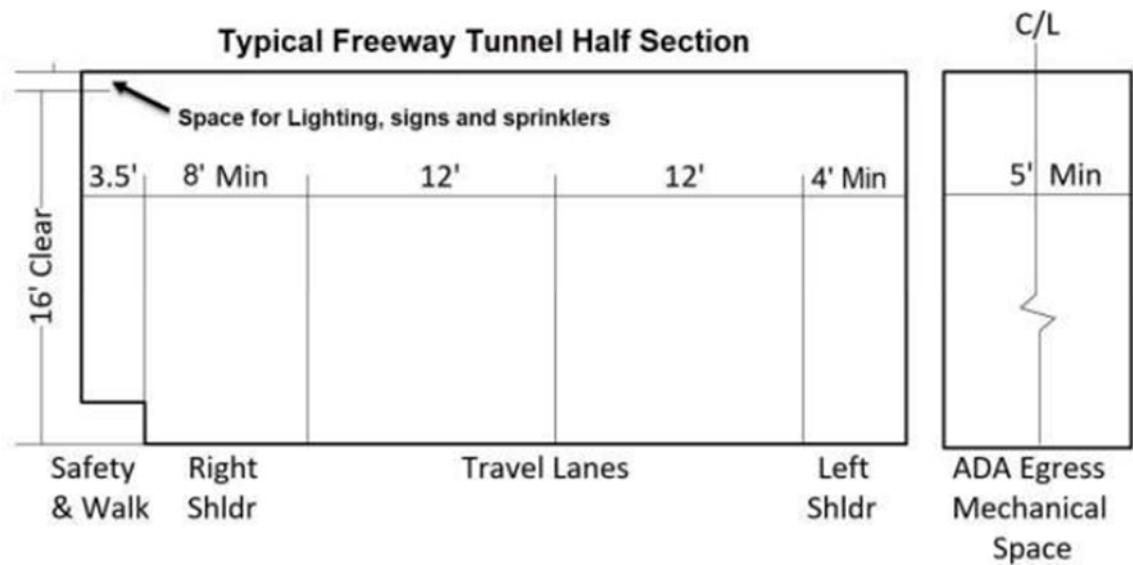 Typical Freeway Tunnel Half Section
C/L
Space for Lighting, signs and sprinklers
3.5' 8' Min 12' 12' 4' Min 5' Min
16' Clear
Safety & Walk
Right Shldr
Travel Lanes
Left Shldr
ADA Egress
Mechanical
Space